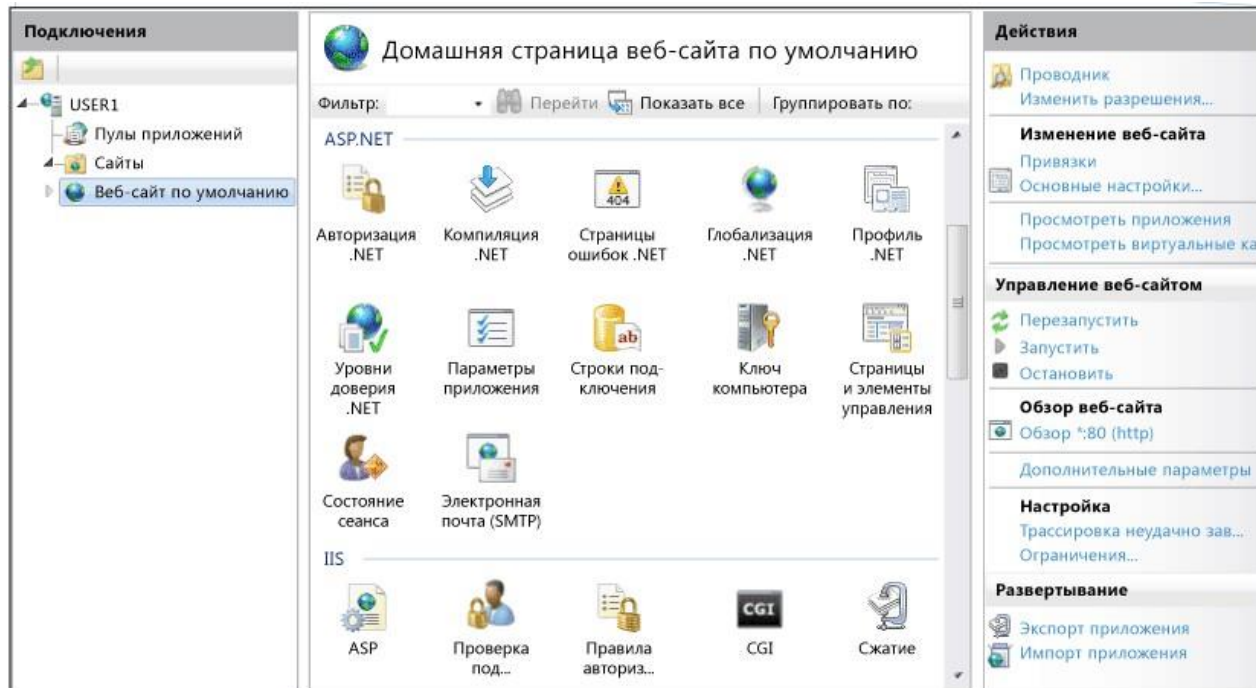 Подключения
USER1
Пулы приложений
Сайты
Веб-сайт по умолчанию
Домашняя страница веб-сайта по умолчанию
Фильтр:
Перейти
Показать все
Группировать по:
ASP.NET
Авторизация
.NET
Компиляция
.NET
Страницы
ошибок .NET
Глобализация
.NET
Профиль
.NET
Уровни
доверия
.NET
Параметры
приложения
Строки под-
ключения
Ключ
компьютера
Страницы
и элементы
управления
Состояние
сеанса
Электронная
почта (SMTP)
IIS
ASP
Проверка
под...
Правила
авториз...
CGI
Сжатие
Действия
Проводник
Изменить разрешения...
Изменение веб-сайта
Привязки
Основные настройки...
Просмотреть приложения
Просмотреть виртуальные ка
Управление веб-сайтом
Перезапустить
Запустить
Остановить
Обзор веб-сайта
Обзор *:80 (http)
Дополнительные параметры
Настройка
Трассировка неудачно зав...
Ограничения...
Развертывание
Экспорт приложения
Импорт приложения
404
ab
CGI